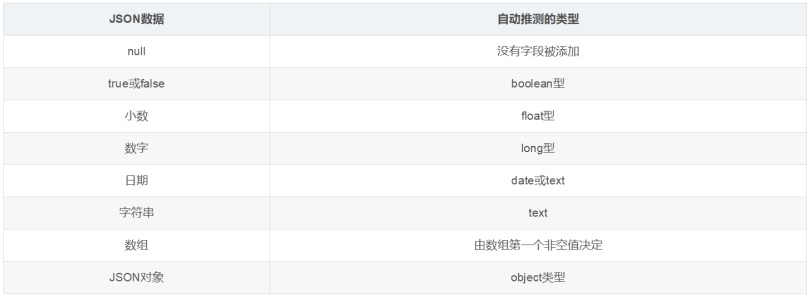 JSON数据 自动推测的类型
null 没有字段被添加
true或false boolean型
小数 float型
数字 long型
日期 date或text
字符串 text
数组 由数组第一个非空值决定
JSON对象 object类型